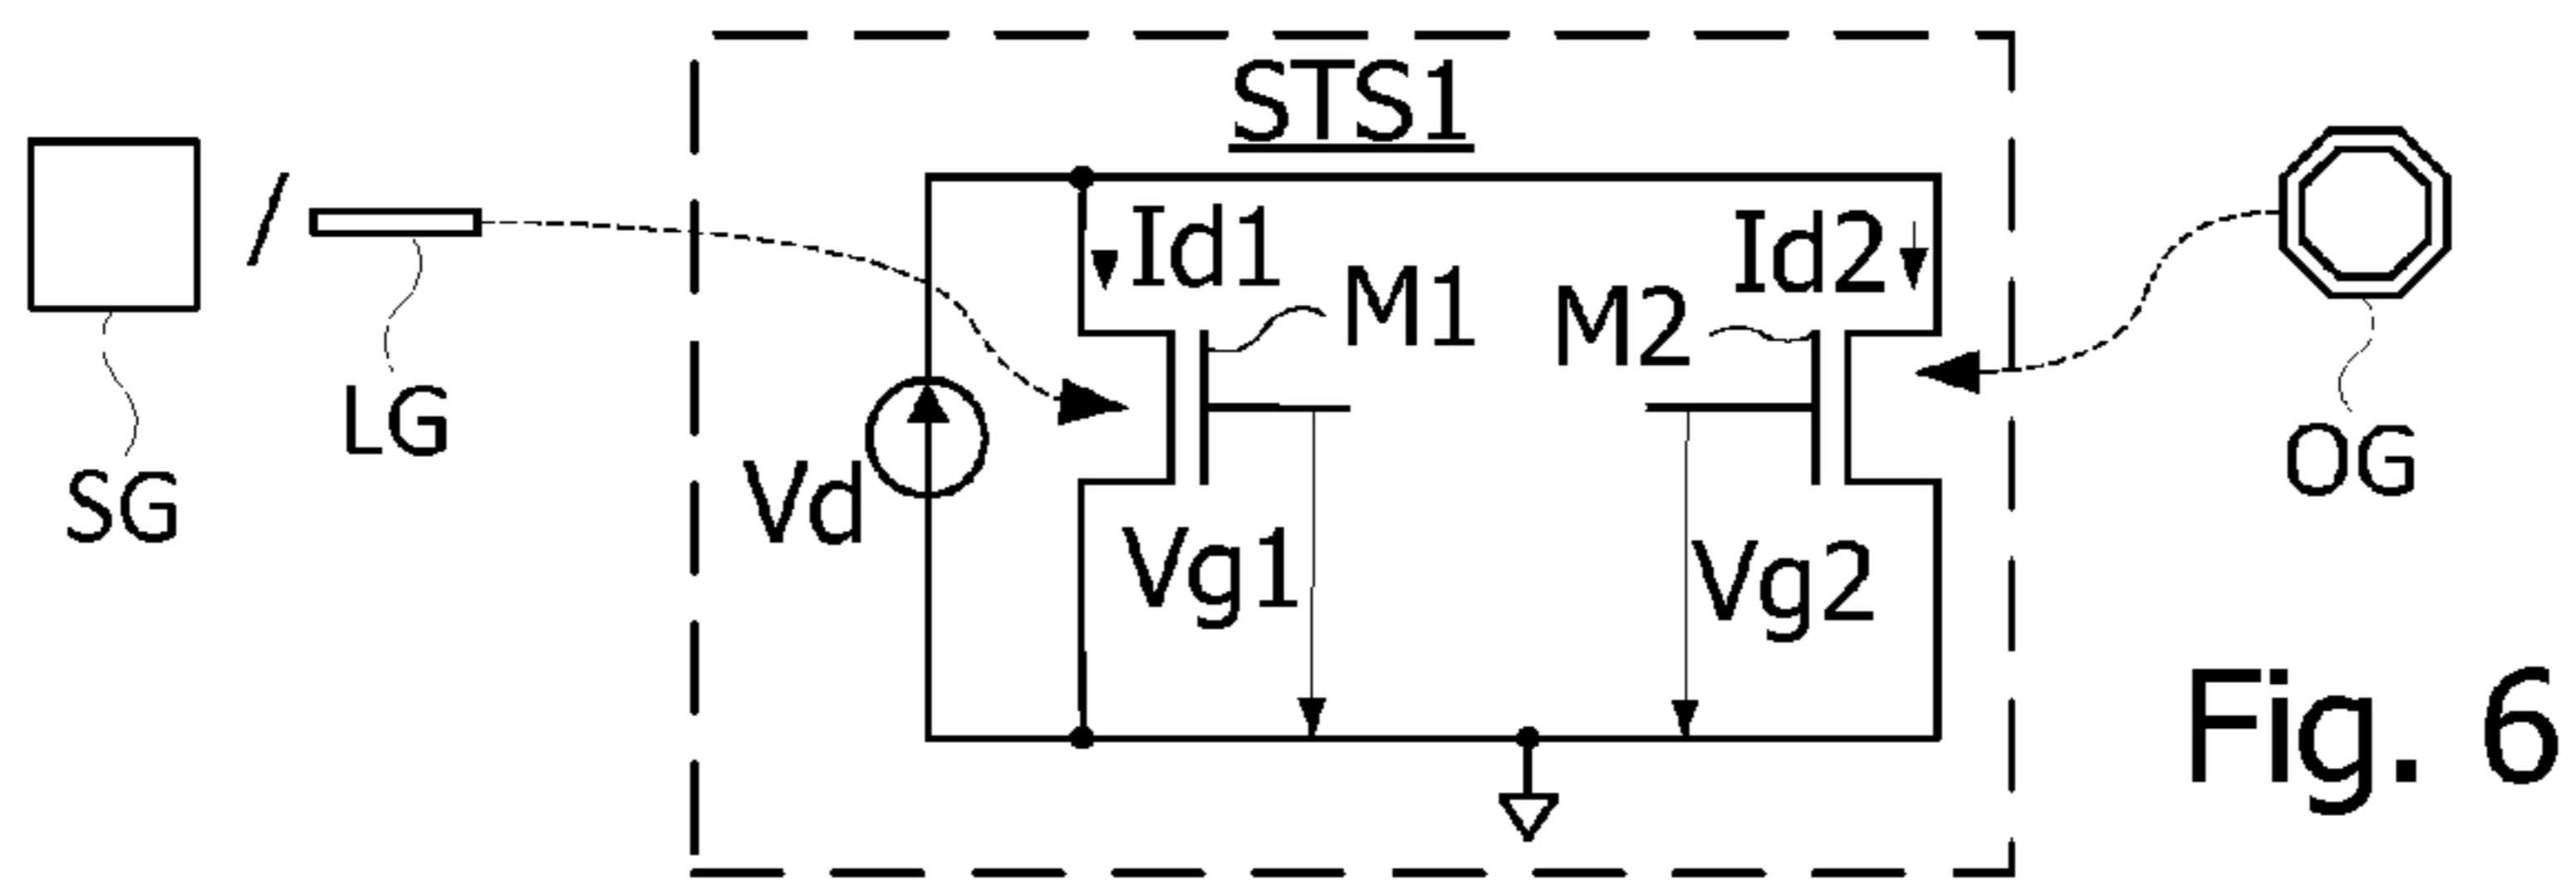 STS1
Id1
Id2
M1
M2
LG
SG
Vd
OG
Vg1
Vg2
Fig. 6